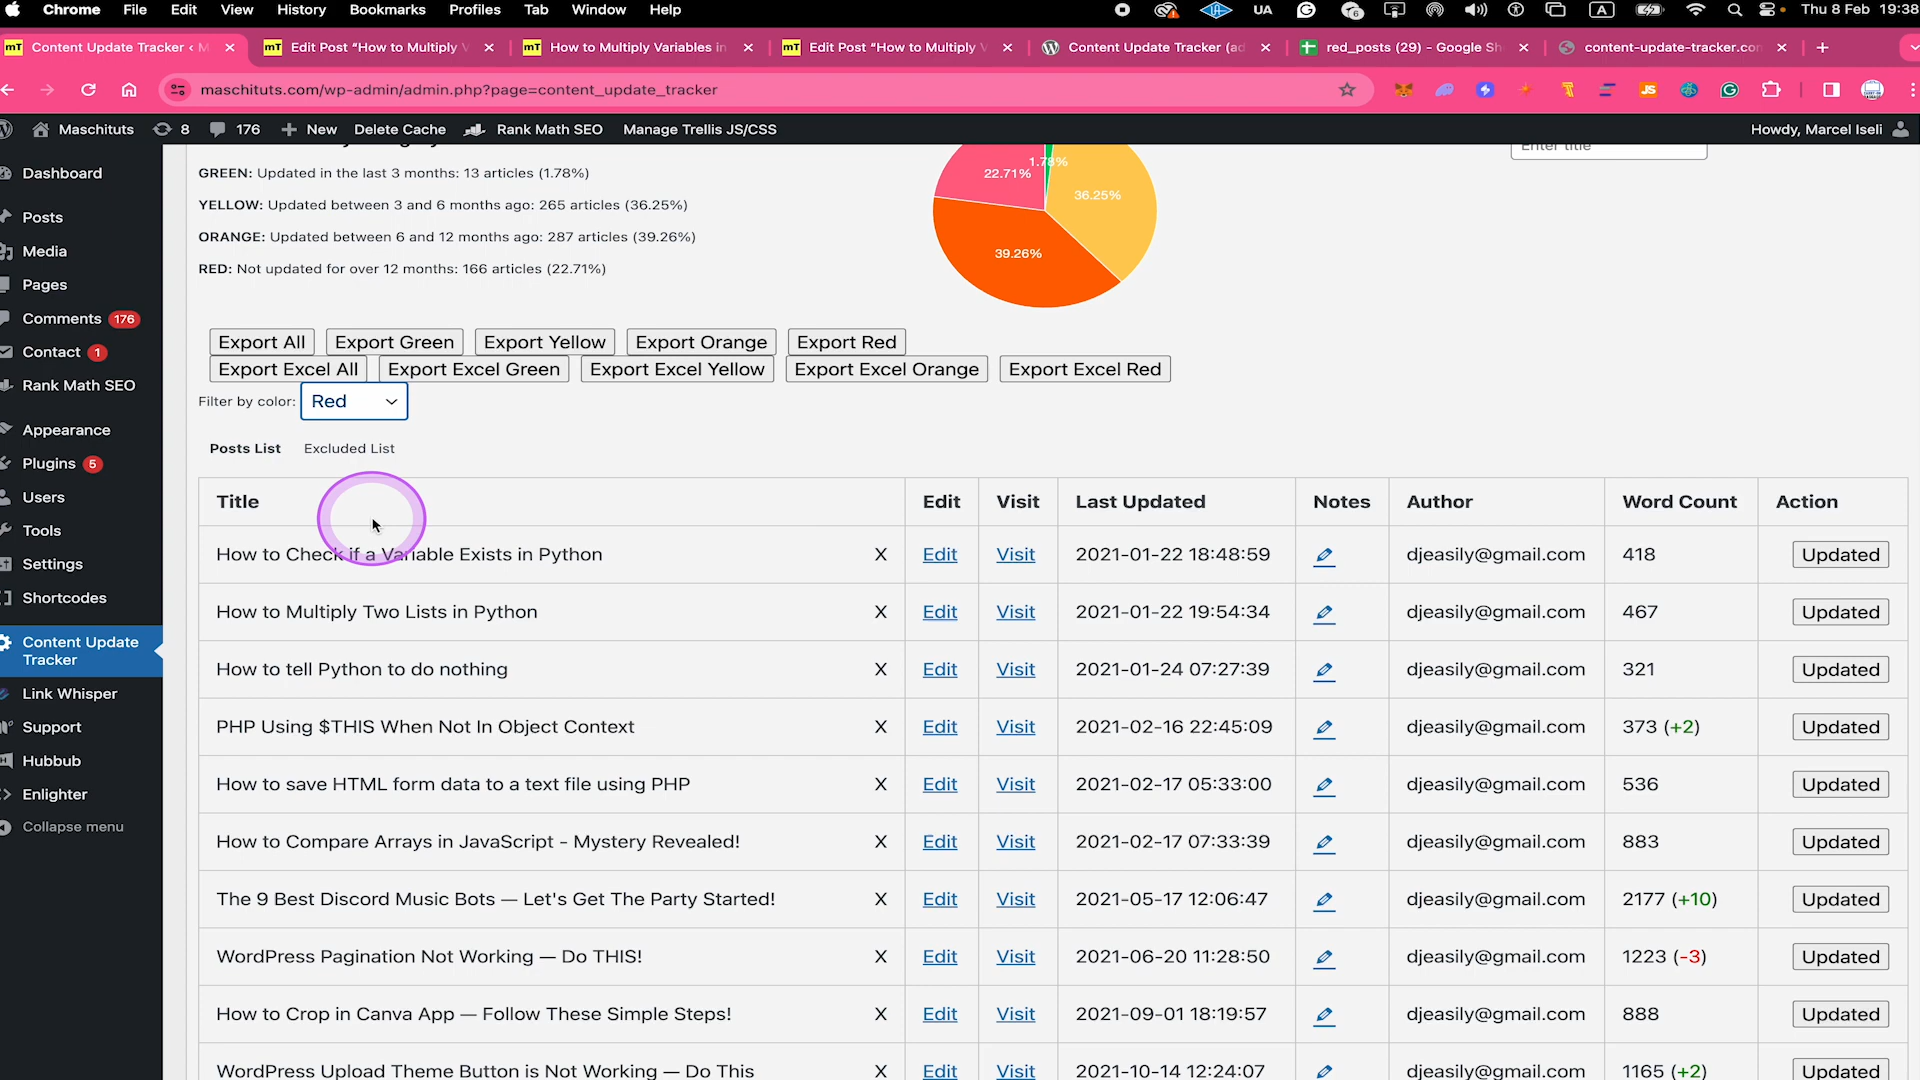 Chrome File Edit View History Bookmarks Profiles Tab Window Help UA 6 A Thu 8 Feb 19:38
mT Content Update Tracker ‹ M mT Edit Post “How to Multiply V mT How to Multiply Variables in mT Edit Post “How to Multiply V Content Update Tracker (ad red_posts (29) - Google Sh content-update-tracker.con
maschituts.com/wp-admin/admin.php?page=content_update_tracker JS
Maschituts 8 176 New Delete Cache Rank Math SEO Manage Trellis JS/CSS Howdy, Marcel Iseli
Enter title
Dashboard
Posts
Media
Pages
Comments 176
Contact 1
Rank Math SEO
Appearance
Plugins 5
Users
Tools
Settings
Shortcodes
Content Update
Tracker
Link Whisper
Support
Hubbub
Enlighter
Collapse menu
GREEN: Updated in the last 3 months: 13 articles (1.78%)
YELLOW: Updated between 3 and 6 months ago: 265 articles (36.25%)
ORANGE: Updated between 6 and 12 months ago: 287 articles (39.26%)
RED: Not updated for over 12 months: 166 articles (22.71%)
1.78%
22.71%
36.25%
39.26%
Export All Export Green Export Yellow Export Orange Export Red
Export Excel All Export Excel Green Export Excel Yellow Export Excel Orange Export Excel Red
Filter by color: Red
Posts List Excluded List
Title Edit Visit Last Updated Notes Author Word Count Action
How to Check if a Variable Exists in Python X Edit Visit 2021-01-22 18:48:59 djeasily@gmail.com 418 Updated
How to Multiply Two Lists in Python X Edit Visit 2021-01-22 19:54:34 djeasily@gmail.com 467 Updated
How to tell Python to do nothing X Edit Visit 2021-01-24 07:27:39 djeasily@gmail.com 321 Updated
PHP Using $THIS When Not In Object Context X Edit Visit 2021-02-16 22:45:09 djeasily@gmail.com 373 (+2) Updated
How to save HTML form data to a text file using PHP X Edit Visit 2021-02-17 05:33:00 djeasily@gmail.com 536 Updated
How to Compare Arrays in JavaScript - Mystery Revealed! X Edit Visit 2021-02-17 07:33:39 djeasily@gmail.com 883 Updated
The 9 Best Discord Music Bots — Let's Get The Party Started! X Edit Visit 2021-05-17 12:06:47 djeasily@gmail.com 2177 (+10) Updated
WordPress Pagination Not Working — Do THIS! X Edit Visit 2021-06-20 11:28:50 djeasily@gmail.com 1223 (-3) Updated
How to Crop in Canva App — Follow These Simple Steps! X Edit Visit 2021-09-01 18:19:57 djeasily@gmail.com 888 Updated
WordPress Upload Theme Button is Not Working — Do This X Edit Visit 2021-10-14 12:24:07 djeasily@gmail.com 1165 (+2) Updated